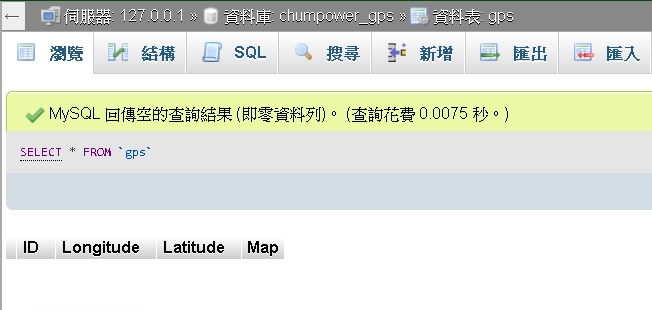 伺服器: 127.0.0.1 » 資料庫: chumpower_gps » 資料表: gps
瀏覽 結構 SQL 搜尋 新增 匯出 匯入
MySQL 回傳空的查詢結果 (即零資料列)。 (查詢花費 0.0075 秒。)
SELECT * FROM `gps`
ID Longitude Latitude Map